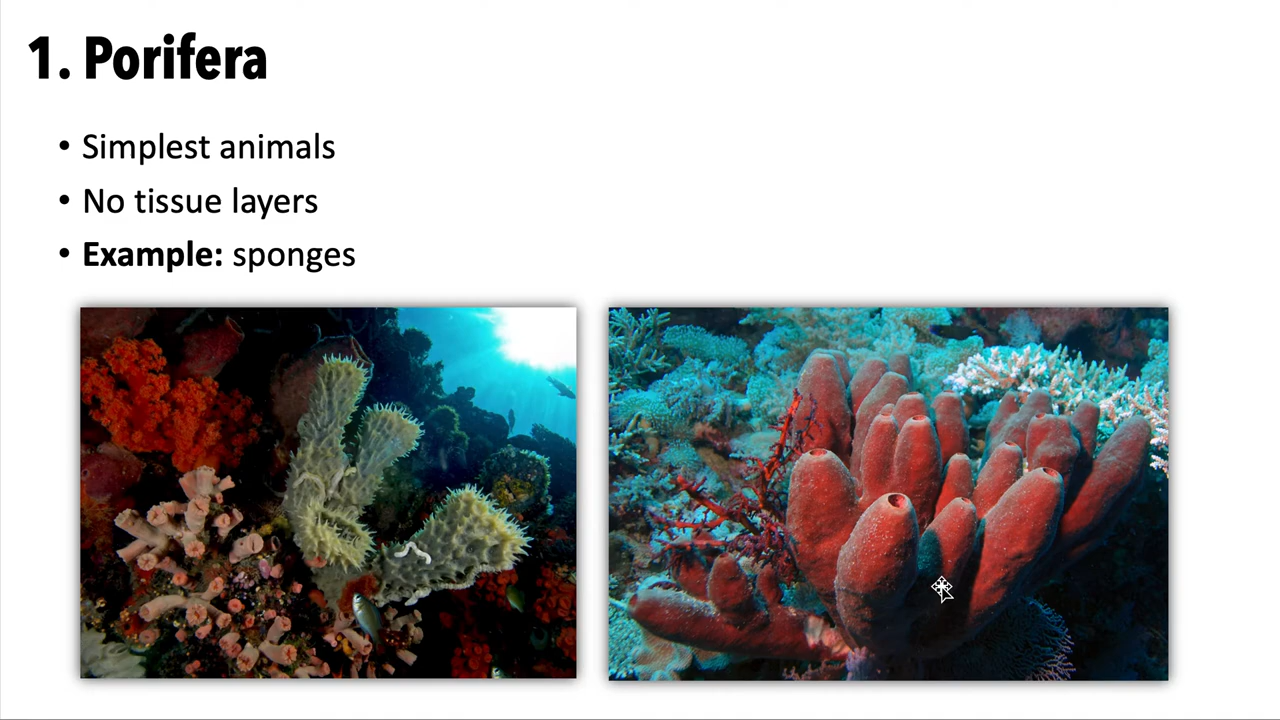 1. Porifera
• Simplest animals
• No tissue layers
• Example: sponges